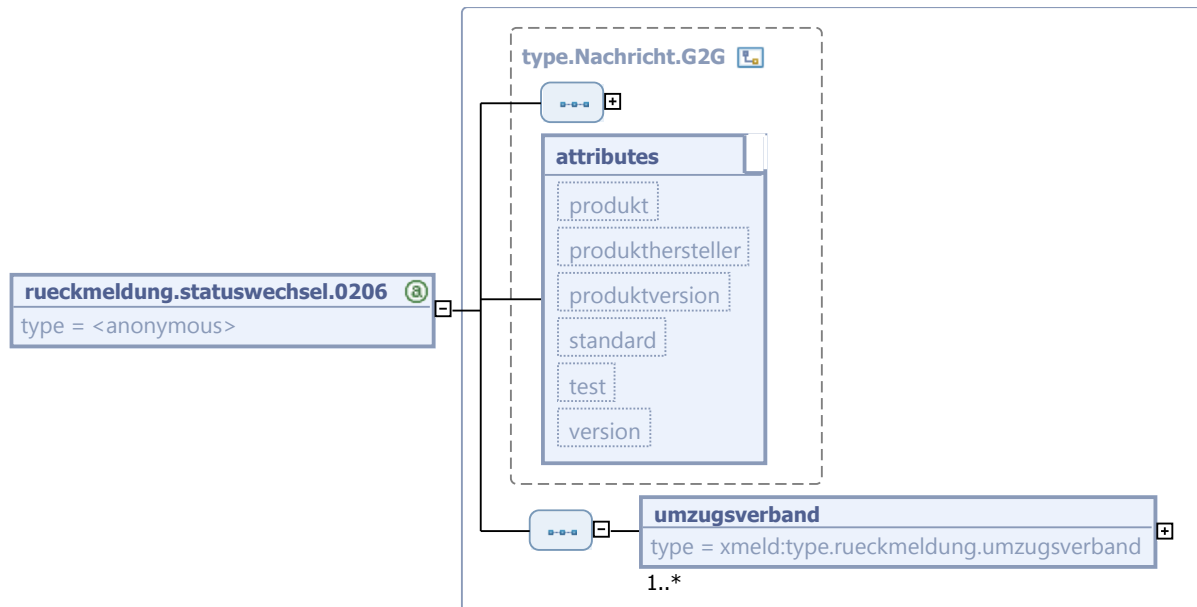 type.Nachricht.G2G
attributes
produkt
produkthersteller
produktversion
standard
test
version
rueckmeldung.statuswechsel.0206
type = <anonymous>
umzugsverband
type = xmeld:type.rueckmeldung.umzugsverband
1..*